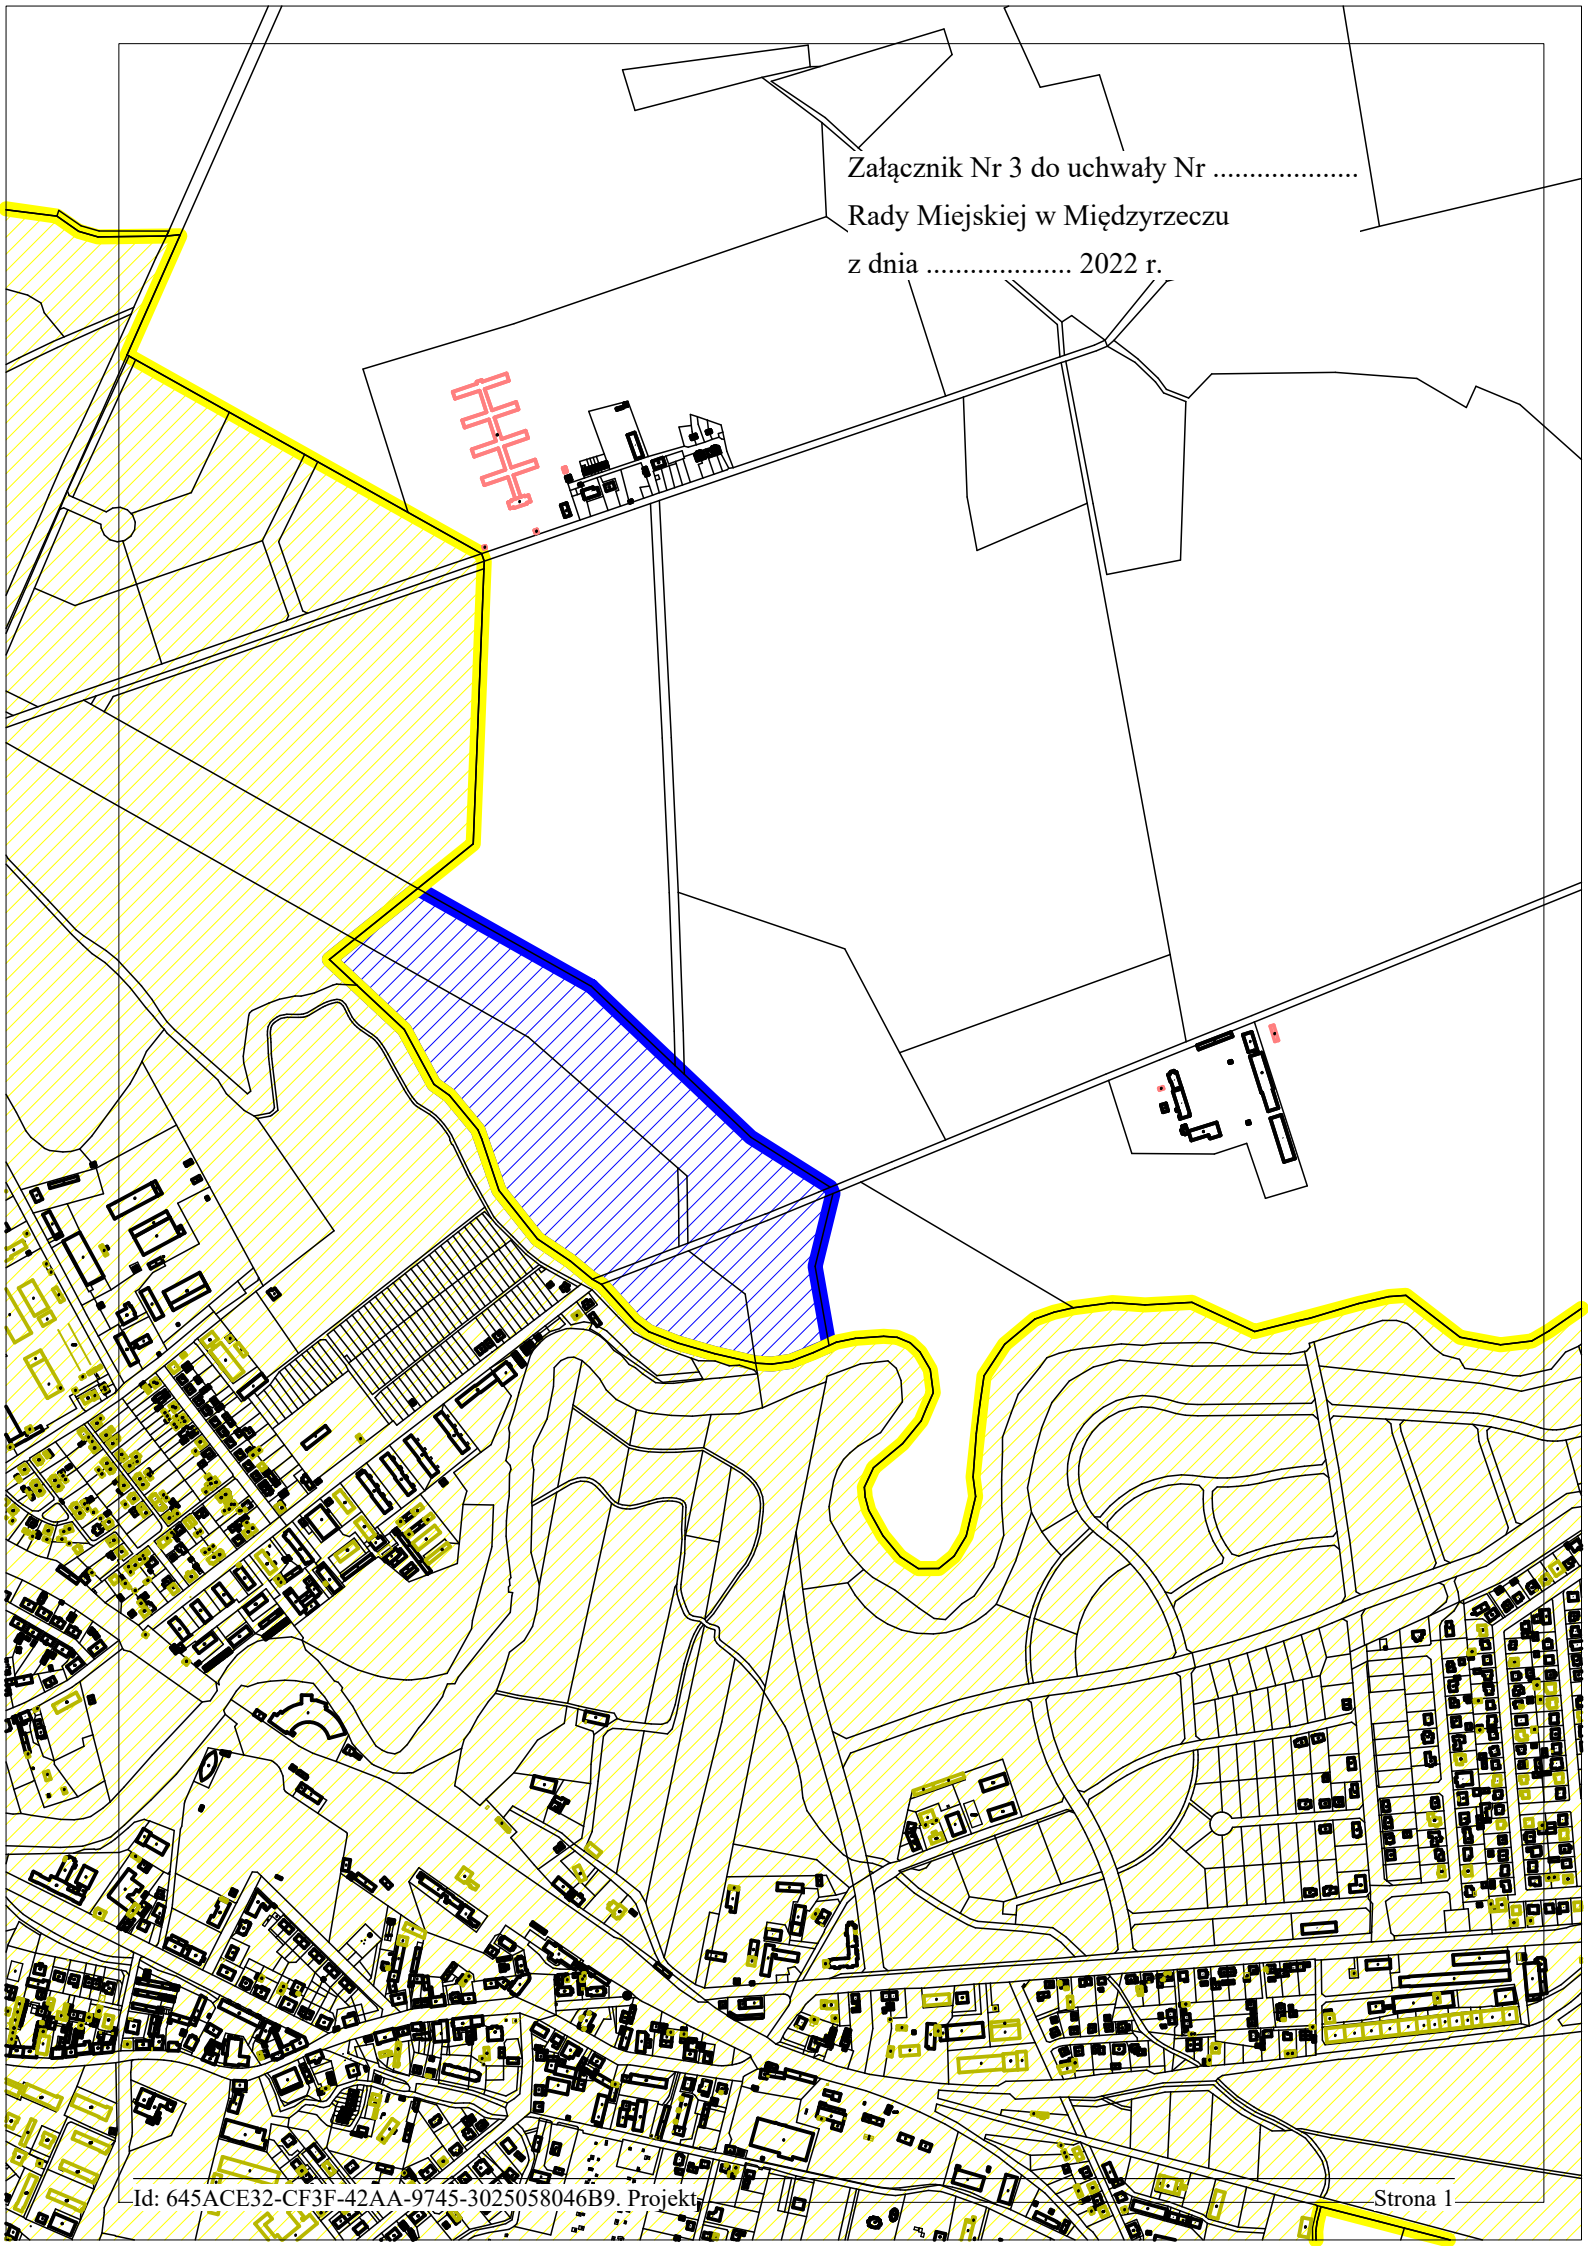 Załącznik Nr 3 do uchwały Nr ....................
Rady Miejskiej w Międzyrzeczu
z dnia .................... 2022 r.
Id: 645ACE32-CF3F-42AA-9745-3025058046B9. Projekt
Strona 1